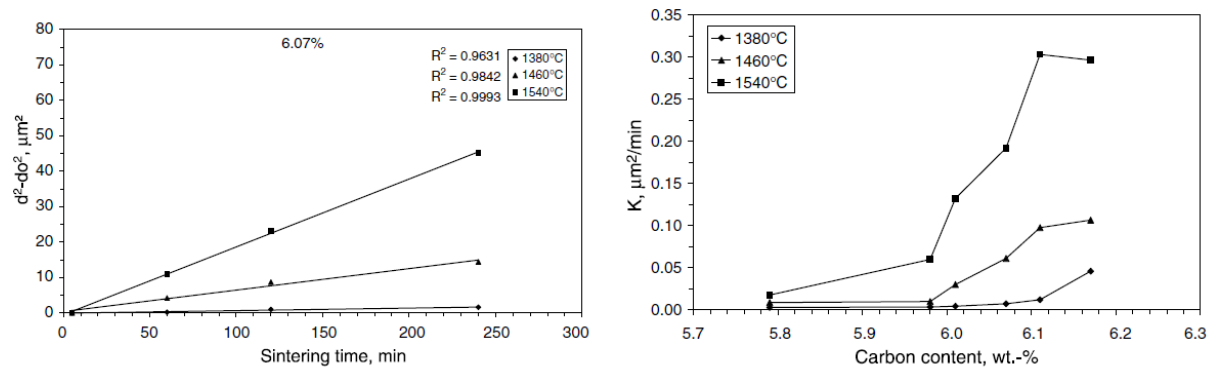 80
70
60
50
40
30
20
10
0
d²-do², µm²
0
50
100
150
200
250
300
Sintering time, min
6.07%
R² = 0.9631
R² = 0.9842
R² = 0.9993
1380°C
1460°C
1540°C
0.35
0.30
0.25
0.20
0.15
0.10
0.05
0.00
K, µm²/min
5.7
5.8
5.9
6.0
6.1
6.2
6.3
Carbon content, wt.-%
1380°C
1460°C
1540°C